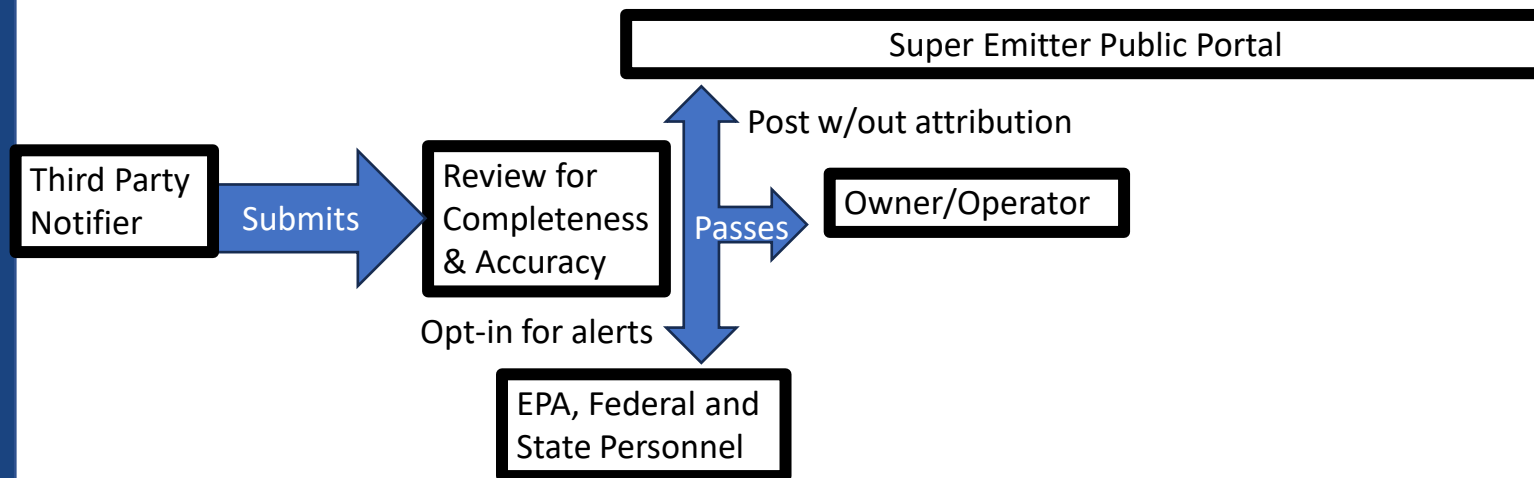 Super Emitter Public Portal
Post w/out attribution
Third Party
Notifier
Submits
Review for
Completeness
& Accuracy
Passes
Owner/Operator
Opt-in for alerts
EPA, Federal and
State Personnel